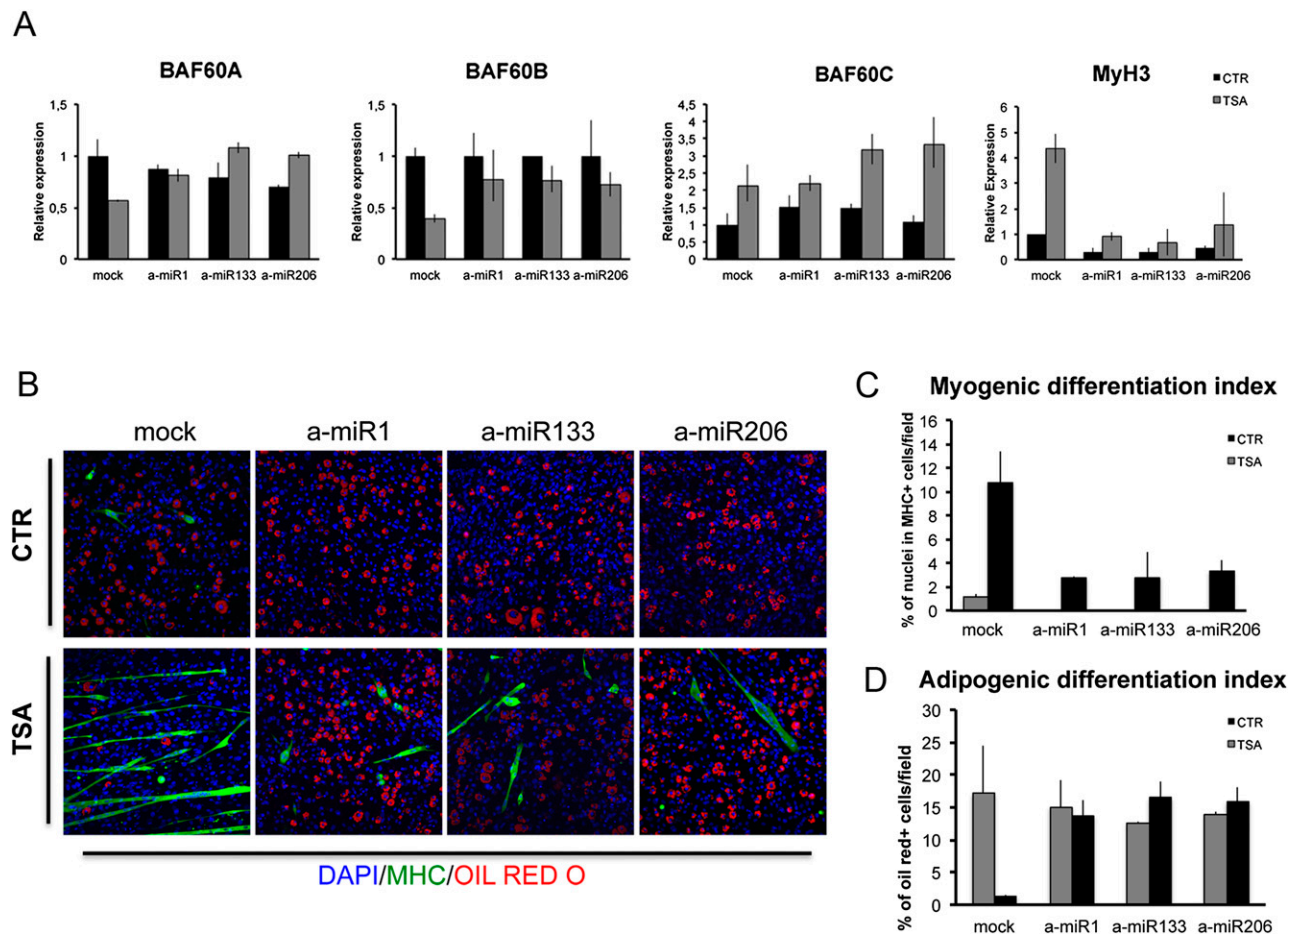 A
BAF60A
BAF60B
BAF60C
MyH3
CTR
TSA
Relative expression
1,5
1
0,5
0
mock a-miR1 a-miR133 a-miR206
Relative expression
1,5
1
0,5
0
mock a-miR1 a-miR133 a-miR206
Relative expression
4,5
4
3,5
3
2,5
2
1,5
1
0,5
0
mock a-miR1 a-miR133 a-miR206
Relative Expression
6
5
4
3
2
1
0
mock a-miR1 a-miR133 a-miR206
B
mock a-miR1 a-miR133 a-miR206
CTR
TSA
DAPI/MHC/OIL RED O
C
Myogenic differentiation index
% of nuclei in MHC+ cells/field
16
14
12
10
8
6
4
2
0
CTR
TSA
mock a-miR1 a-miR133 a-miR206
D
Adipogenic differentiation index
% of oil red+ cells/field
30
25
20
15
10
5
0
CTR
TSA
mock a-miR1 a-miR133 a-miR206